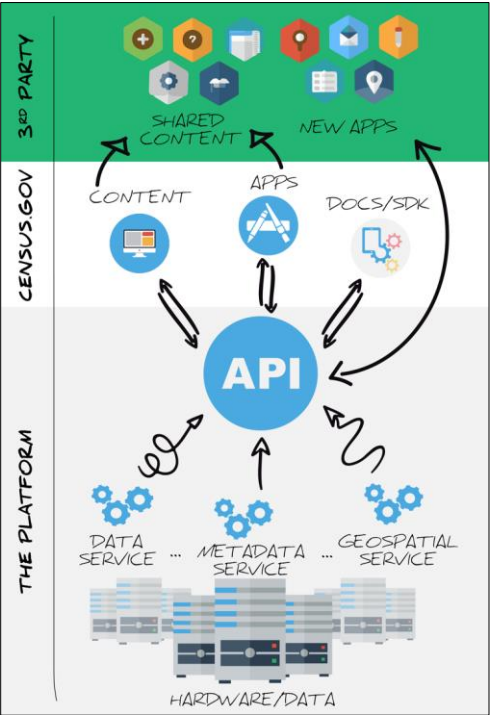 3RD PARTY
SHARED
CONTENT
NEW APPS
CENSUS.GOV
CONTENT
APPS
DOCS/SDK
THE PLATFORM
API
DATA
SERVICE
...
METADATA
SERVICE
...
GEOSPATIAL
SERVICE
HARDWARE/DATA